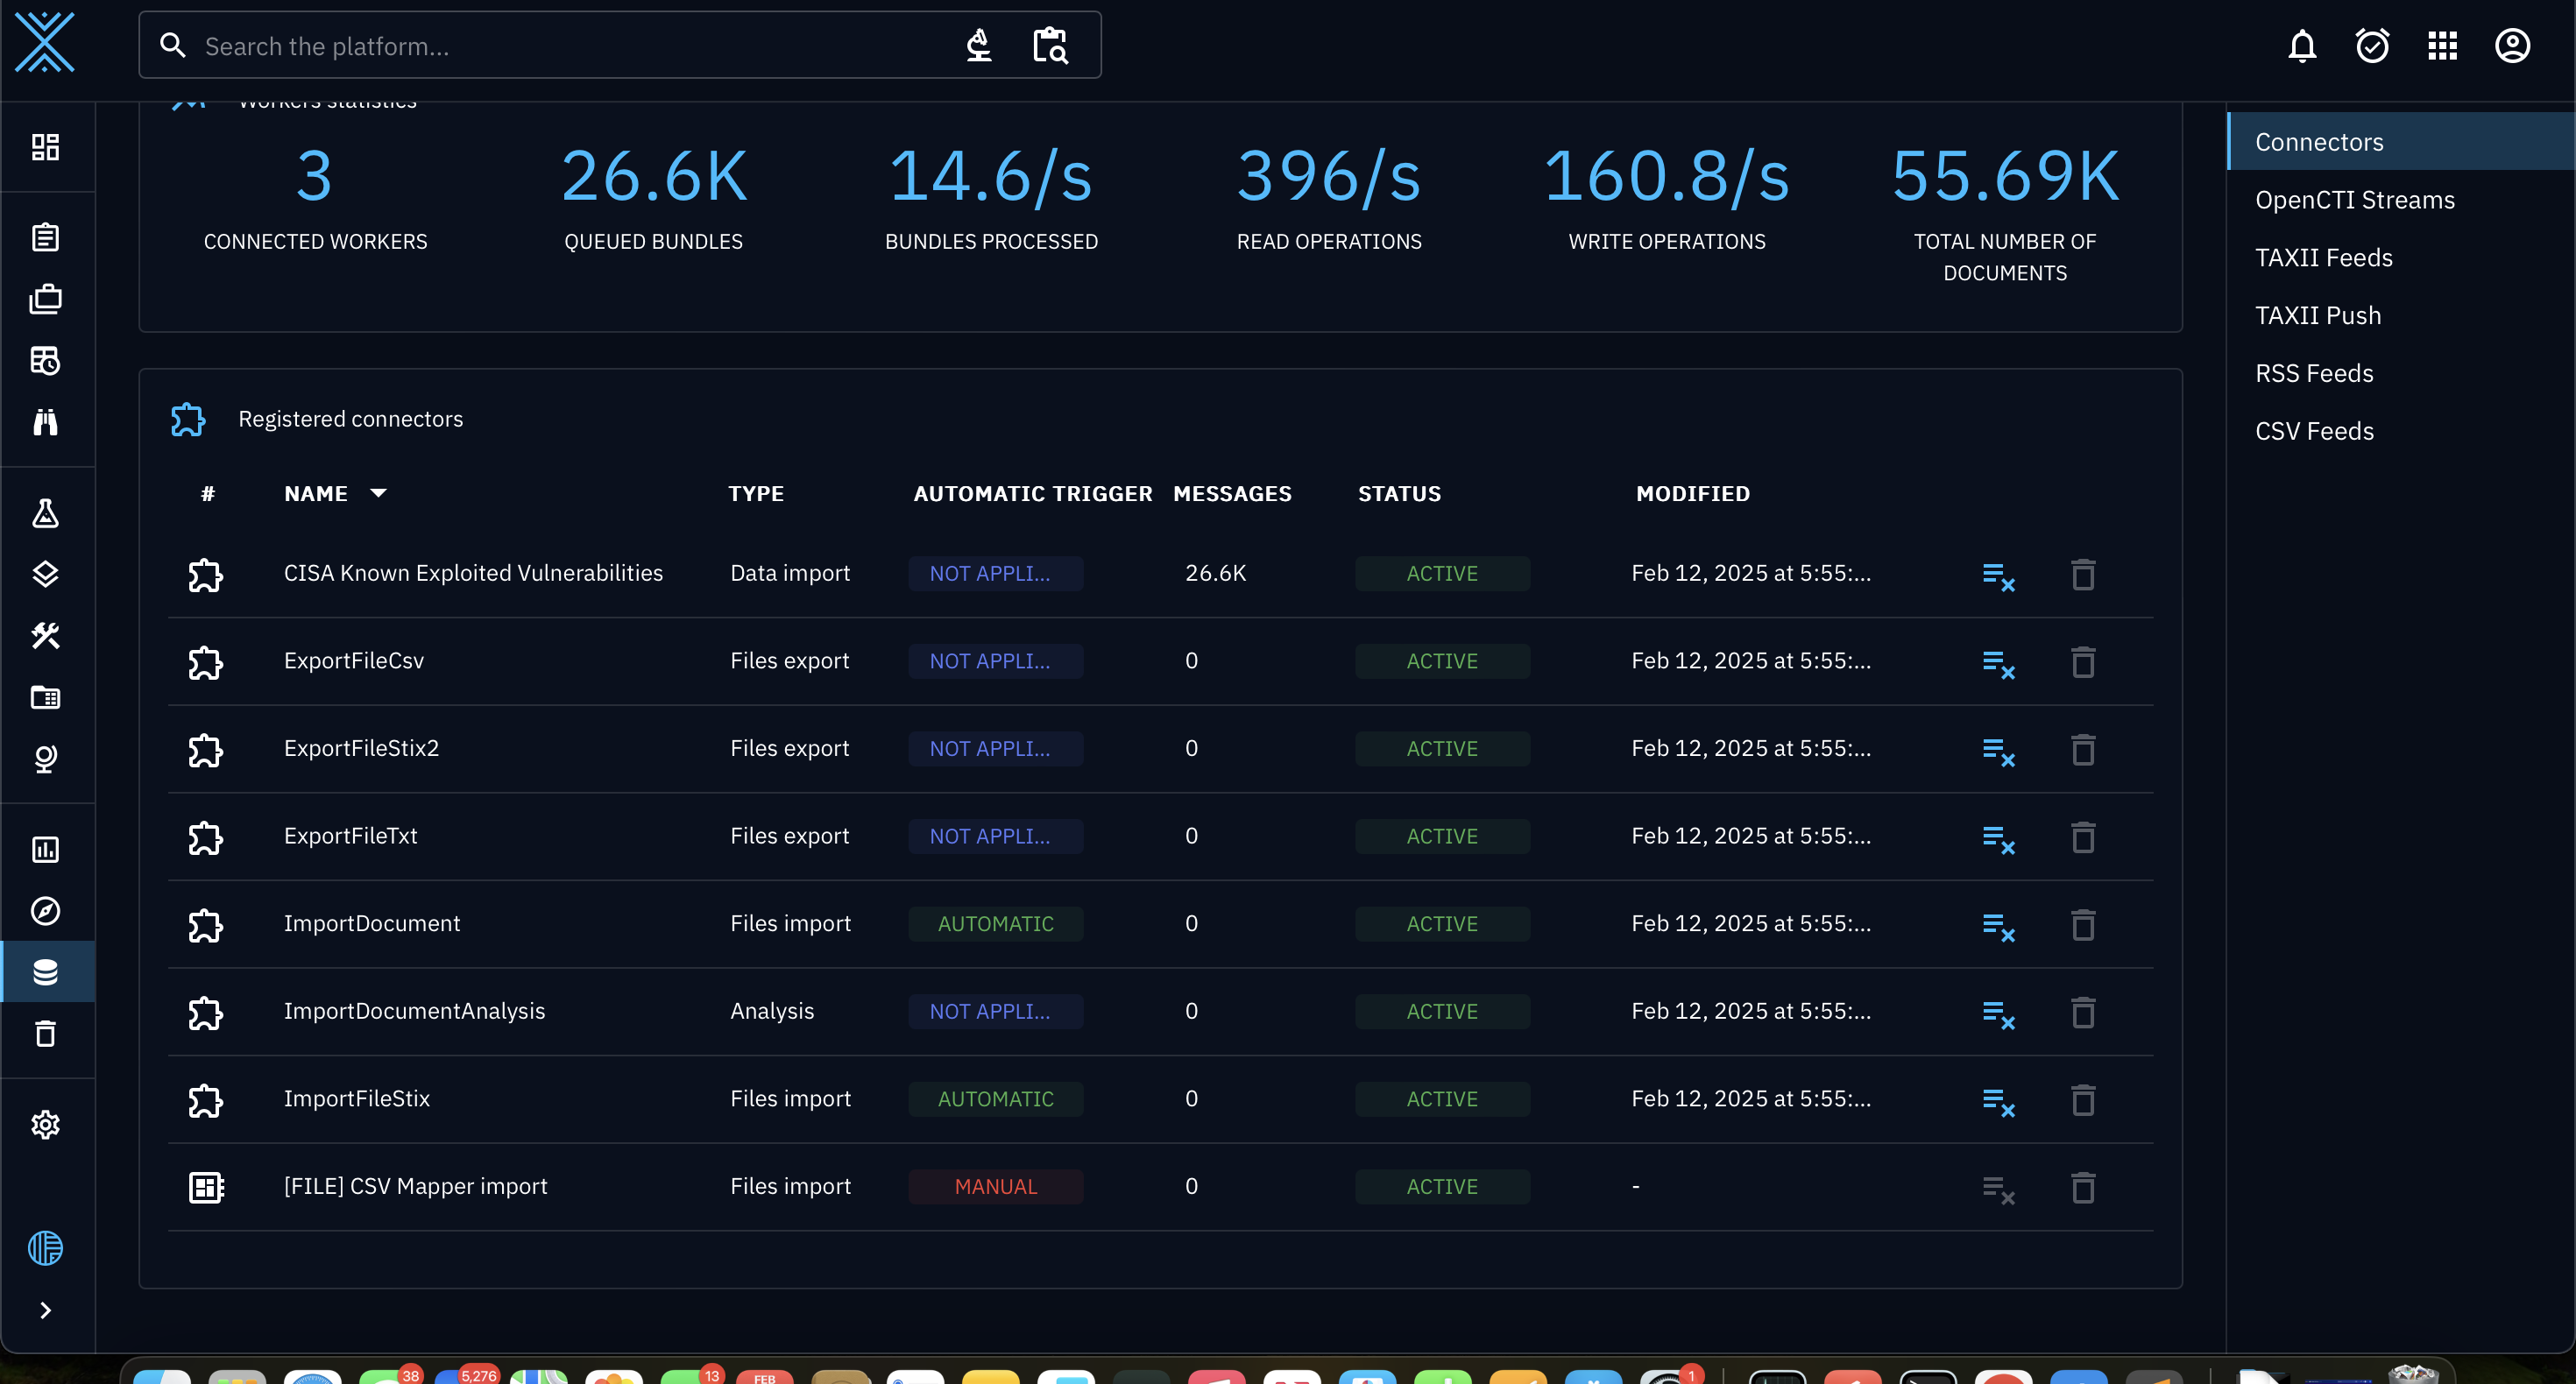 Search the platform...
Workers statistics
3
CONNECTED WORKERS
26.6K
QUEUED BUNDLES
14.6/s
BUNDLES PROCESSED
396/s
READ OPERATIONS
160.8/s
WRITE OPERATIONS
55.69K
TOTAL NUMBER OF
DOCUMENTS
Registered connectors
# NAME TYPE AUTOMATIC TRIGGER MESSAGES STATUS MODIFIED
CISA Known Exploited Vulnerabilities Data import NOT APPLI... 26.6K ACTIVE Feb 12, 2025 at 5:55:...
ExportFileCsv Files export NOT APPLI... 0 ACTIVE Feb 12, 2025 at 5:55:...
ExportFileStix2 Files export NOT APPLI... 0 ACTIVE Feb 12, 2025 at 5:55:...
ExportFileTxt Files export NOT APPLI... 0 ACTIVE Feb 12, 2025 at 5:55:...
ImportDocument Files import AUTOMATIC 0 ACTIVE Feb 12, 2025 at 5:55:...
ImportDocumentAnalysis Analysis NOT APPLI... 0 ACTIVE Feb 12, 2025 at 5:55:...
ImportFileStix Files import AUTOMATIC 0 ACTIVE Feb 12, 2025 at 5:55:...
[FILE] CSV Mapper import Files import MANUAL 0 ACTIVE -
Connectors
OpenCTI Streams
TAXII Feeds
TAXII Push
RSS Feeds
CSV Feeds
38
5,276
13
FEB
1